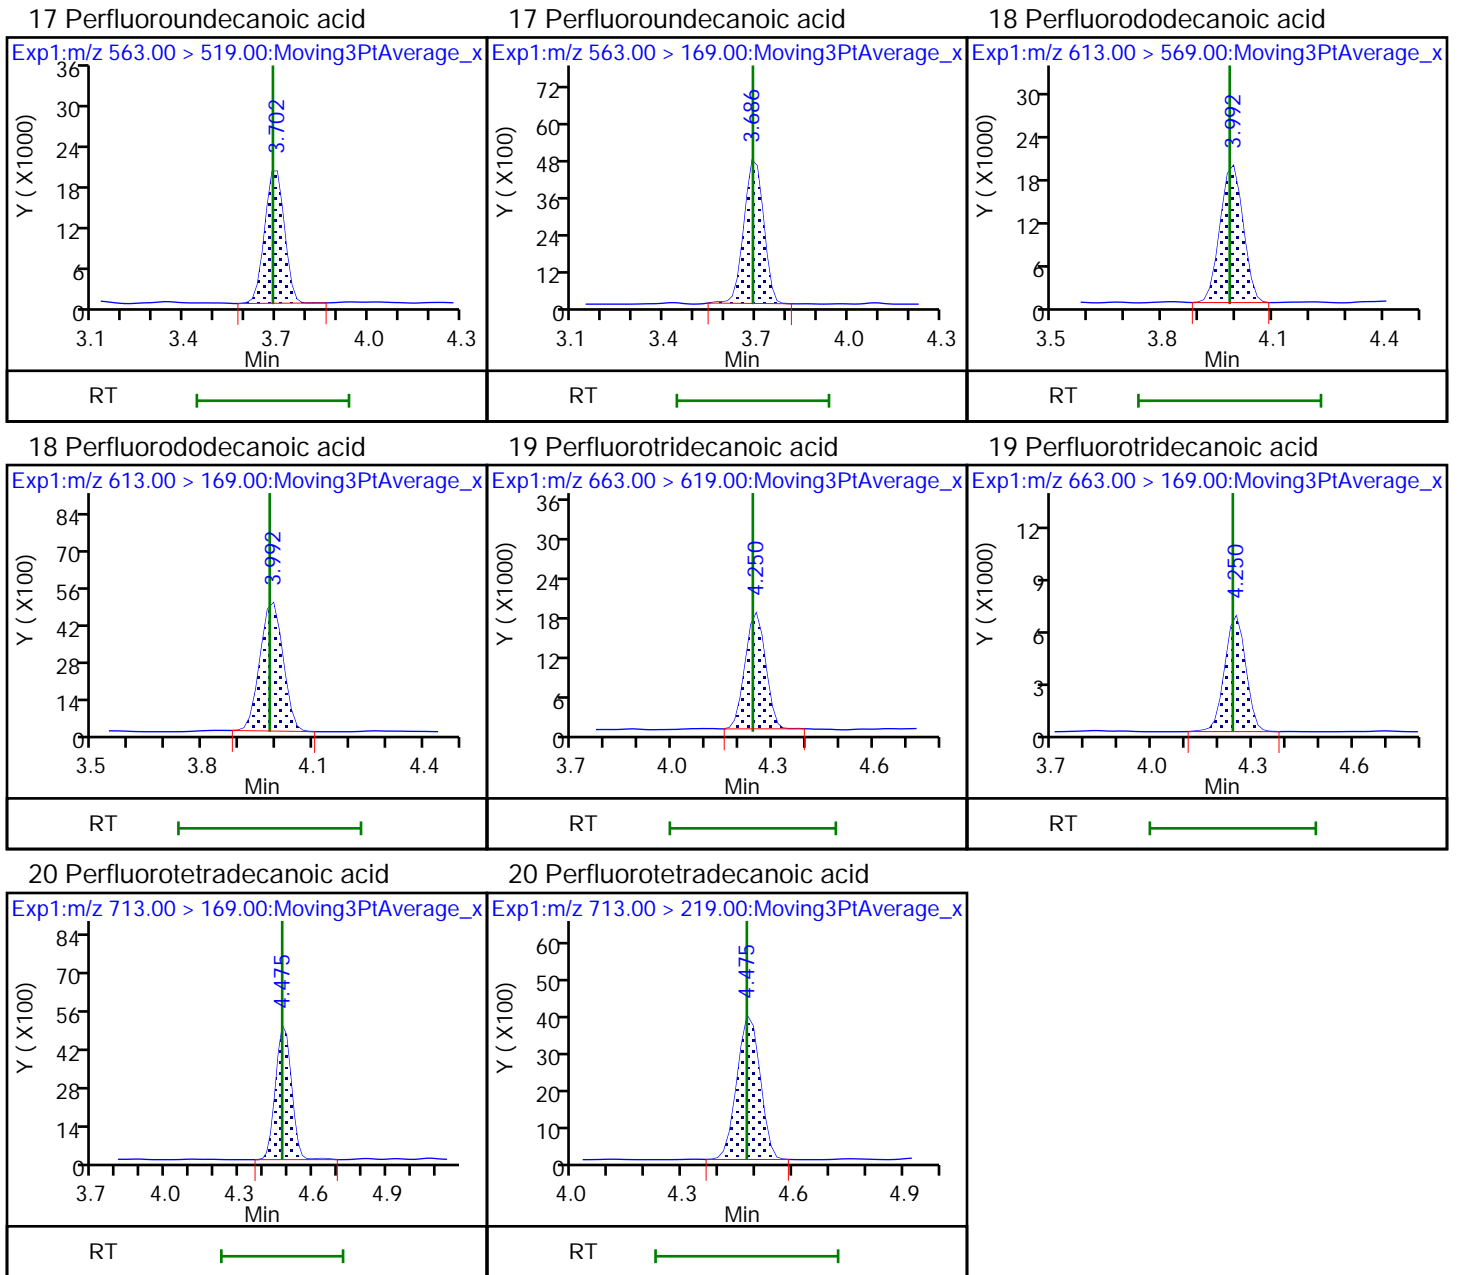 17 Perfluoroundecanoic acid
Exp1:m/z 563.00 > 519.00:Moving3PtAverage_x
Y ( X1000)
36
30
24
18
12
6
0
3.702
3.1 3.4 3.7 4.0 4.3
Min
RT
17 Perfluoroundecanoic acid
Exp1:m/z 563.00 > 169.00:Moving3PtAverage_x
Y ( X100)
72
60
48
36
24
12
0
3.686
3.1 3.4 3.7 4.0 4.3
Min
RT
18 Perfluorododecanoic acid
Exp1:m/z 613.00 > 569.00:Moving3PtAverage_x
Y ( X1000)
30
24
18
12
6
0
3.992
3.5 3.8 4.1 4.4
Min
RT
18 Perfluorododecanoic acid
Exp1:m/z 613.00 > 169.00:Moving3PtAverage_x
Y ( X100)
84
70
56
42
28
14
0
3.992
3.5 3.8 4.1 4.4
Min
RT
19 Perfluorotridecanoic acid
Exp1:m/z 663.00 > 619.00:Moving3PtAverage_x
Y ( X1000)
36
30
24
18
12
6
0
4.250
3.7 4.0 4.3 4.6
Min
RT
19 Perfluorotridecanoic acid
Exp1:m/z 663.00 > 169.00:Moving3PtAverage_x
Y ( X1000)
12
9
6
3
0
4.250
3.7 4.0 4.3 4.6
Min
RT
20 Perfluorotetradecanoic acid
Exp1:m/z 713.00 > 169.00:Moving3PtAverage_x
Y ( X100)
84
70
56
42
28
14
0
4.475
3.7 4.0 4.3 4.6 4.9
Min
RT
20 Perfluorotetradecanoic acid
Exp1:m/z 713.00 > 219.00:Moving3PtAverage_x
Y ( X100)
60
50
40
30
20
10
0
4.475
4.0 4.3 4.6 4.9
Min
RT